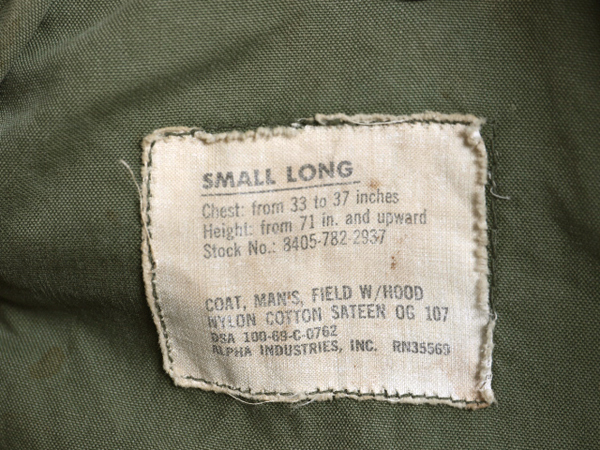 SMALL LONG
Chest: from 33 to 37 inches
Height: from 71 in. and upward
Stock No.: 8405-782-2937
COAT, MAN'S, FIELD W/HOOD
NYLON COTTON SATEEN OG 107
DSA 100-69-C-0762
ALPHA INDUSTRIES, INC. RN35569